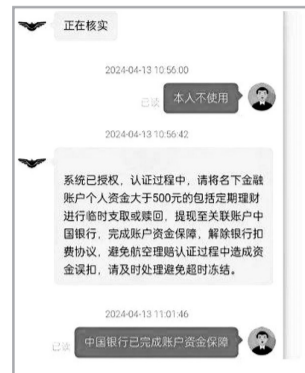 正在核实
2024-04-13 10:56:00
已读
本人不使用
2024-04-13 10:56:42
系统已授权，认证过程中，请将名下金融
账户个人资金大于500元的包括定期理财
进行临时支取或赎回，提现至关联账户中
国银行，完成账户资金保障，解除银行扣
费协议，避免航空理赔认证过程中造成资
金误扣，请及时处理避免超时冻结。
2024-04-13 11:01:46
已读
中国银行已完成账户资金保障